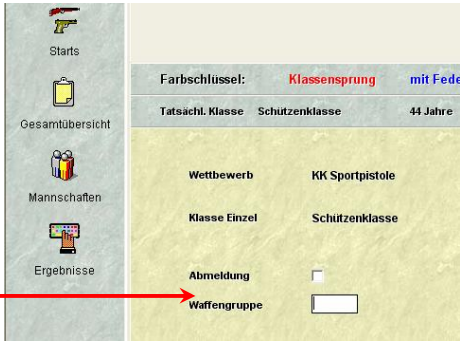 Starts
Gesamtübersicht
Mannschaften
Ergebnisse
Farbschlüssel: Klassensprung mit Fede
Tatsächl. Klasse Schützenklasse 44 Jahre
Wettbewerb KK Sportpistole
Klasse Einzel Schützenklasse
Abmeldung
Waffengruppe